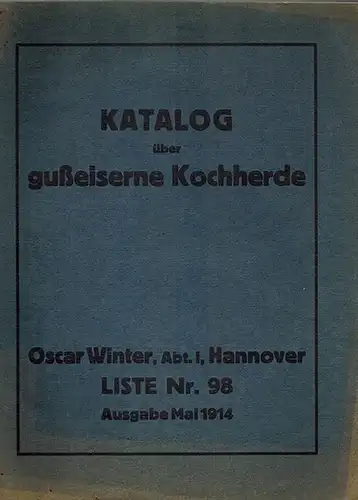 KATALOG
über
gußeiserne Kochherde
Oscar Winter, Abt. I, Hannover
LISTE Nr. 98
Ausgabe Mai 1914